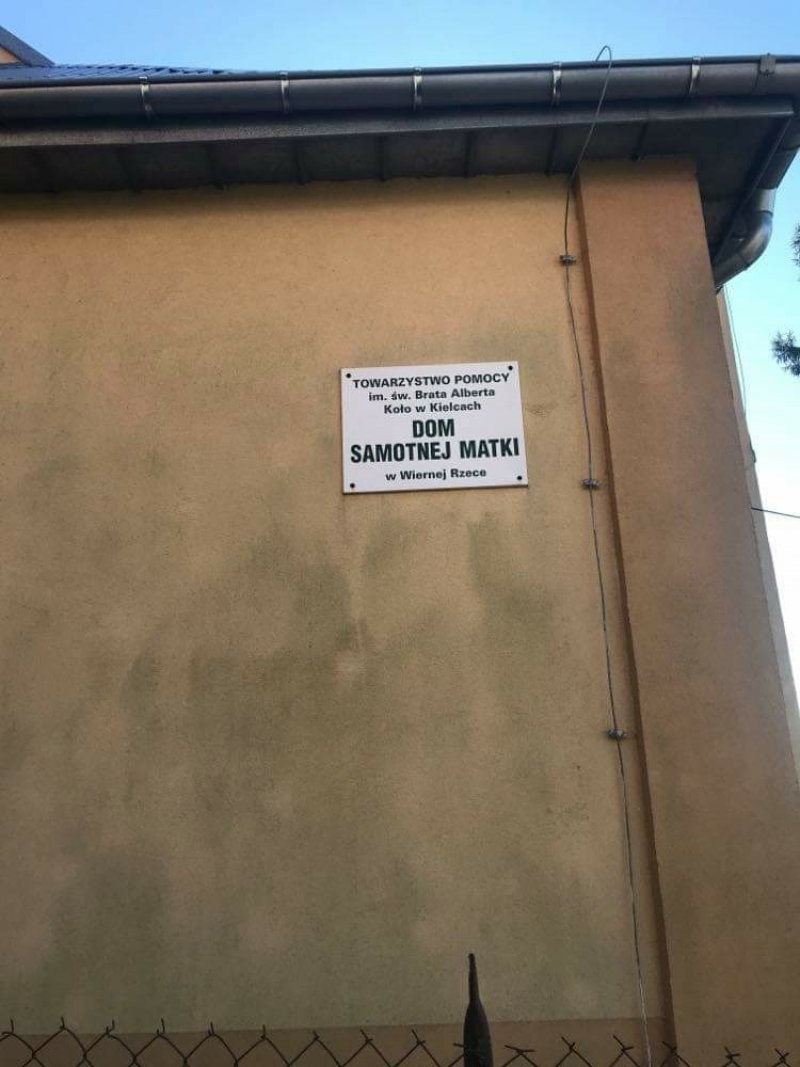 TOWARZYSTWO POMOCY
im. św. Brata Alberta
Koło w Kielcach
DOM
SAMOTNEJ MATKI
w Wiernej Rzece